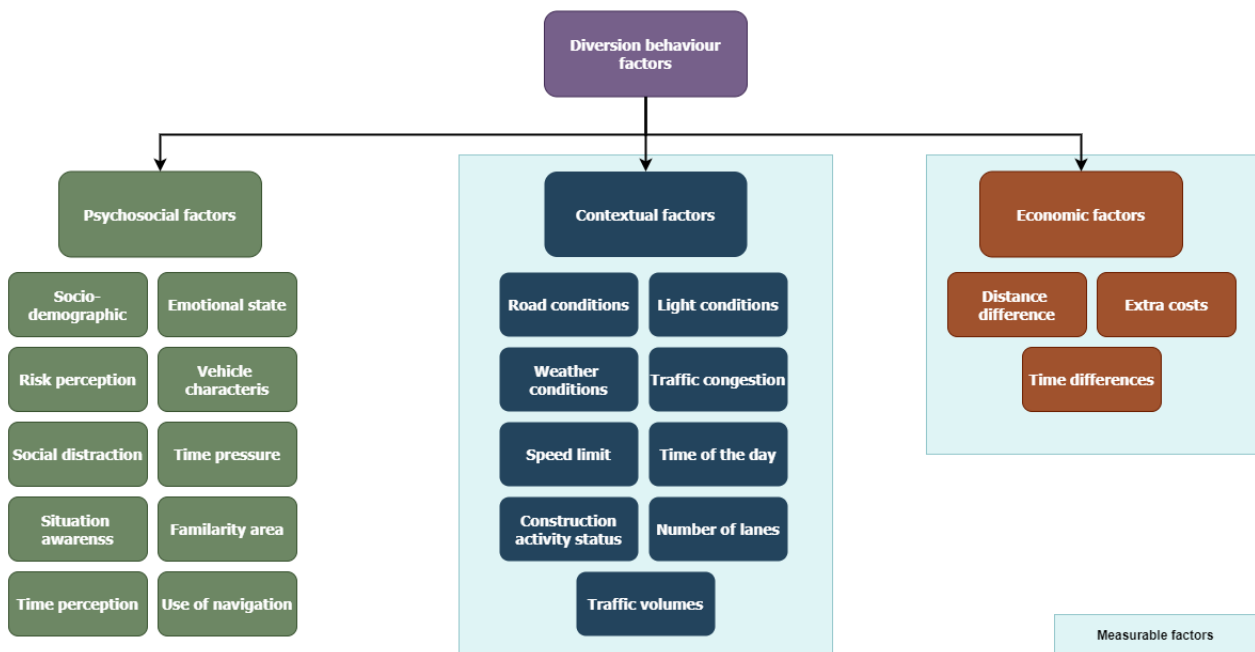 Diversion behaviour
factors
Psychosocial factors
Contextual factors
Economic factors
Socio-
demographic
Emotional state
Risk perception
Vehicle
characteris
Social distraction
Time pressure
Situation
awarenss
Familarity area
Time perception
Use of navigation
Road conditions
Light conditions
Weather
conditions
Traffic congestion
Speed limit
Time of the day
Construction
activity status
Number of lanes
Traffic volumes
Distance
difference
Extra costs
Time differences
Measurable factors